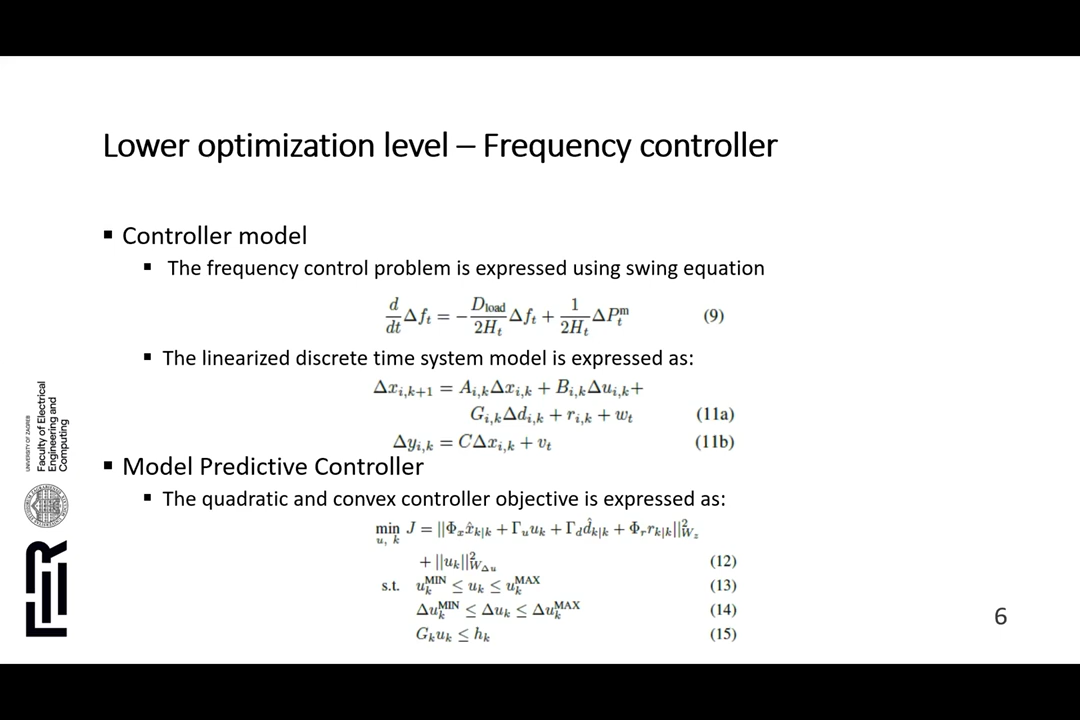 Lower optimization level – Frequency controller
▪ Controller model
▪ The frequency control problem is expressed using swing equation
d/dt Δf_t = −D_load/2H_t Δf_t + 1/2H_t ΔP_t^m (9)
▪ The linearized discrete time system model is expressed as:
Δx_{i,k+1} = A_{i,k}Δx_{i,k} + B_{i,k}Δu_{i,k}+
G_{i,k}Δd_{i,k} + r_{i,k} + w_t (11a)
Δy_{i,k} = CΔx_{i,k} + v_t (11b)
▪ Model Predictive Controller
▪ The quadratic and convex controller objective is expressed as:
min_{u, k} J = ||Φ_x x̂_{k|k} + Γ_u u_k + Γ_d d̂_{k|k} + Φ_r r_{k|k}||²_{W_z}
+ ||u_k||²_{W_Δu} (12)
s.t. u_k^MIN ≤ u_k ≤ u_k^MAX (13)
Δu_k^MIN ≤ Δu_k ≤ Δu_k^MAX (14)
G_k u_k ≤ h_k (15)
UNIVERSITY OF ZAGREB
Faculty of Electrical
Engineering and
Computing
FER
6